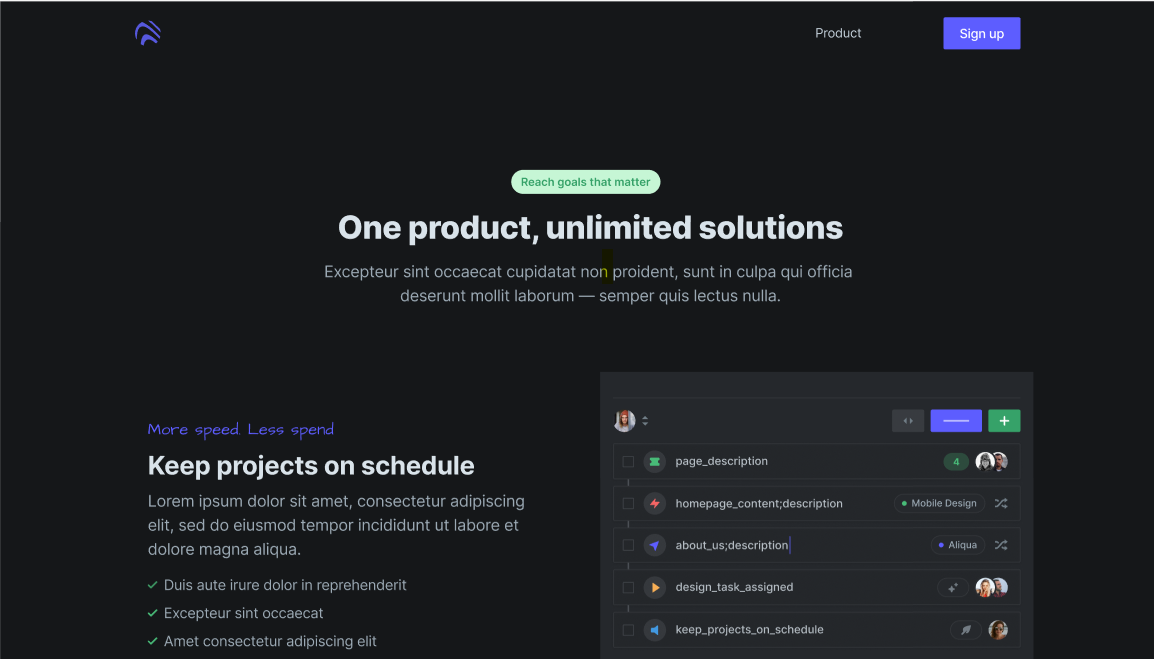 Product
Sign up
Reach goals that matter
One product, unlimited solutions
Excepteur sint occaecat cupidatat non proident, sunt in culpa qui officia
deserunt mollit laborum — semper quis lectus nulla.
More speed. Less spend
Keep projects on schedule
Lorem ipsum dolor sit amet, consectetur adipiscing
elit, sed do eiusmod tempor incididunt ut labore et
dolore magna aliqua.
Duis aute irure dolor in reprehenderit
Excepteur sint occaecat
Amet consectetur adipiscing elit
page_description
4
homepage_content;description
Mobile Design
about_us;description
Aliqua
design_task_assigned
keep_projects_on_schedule